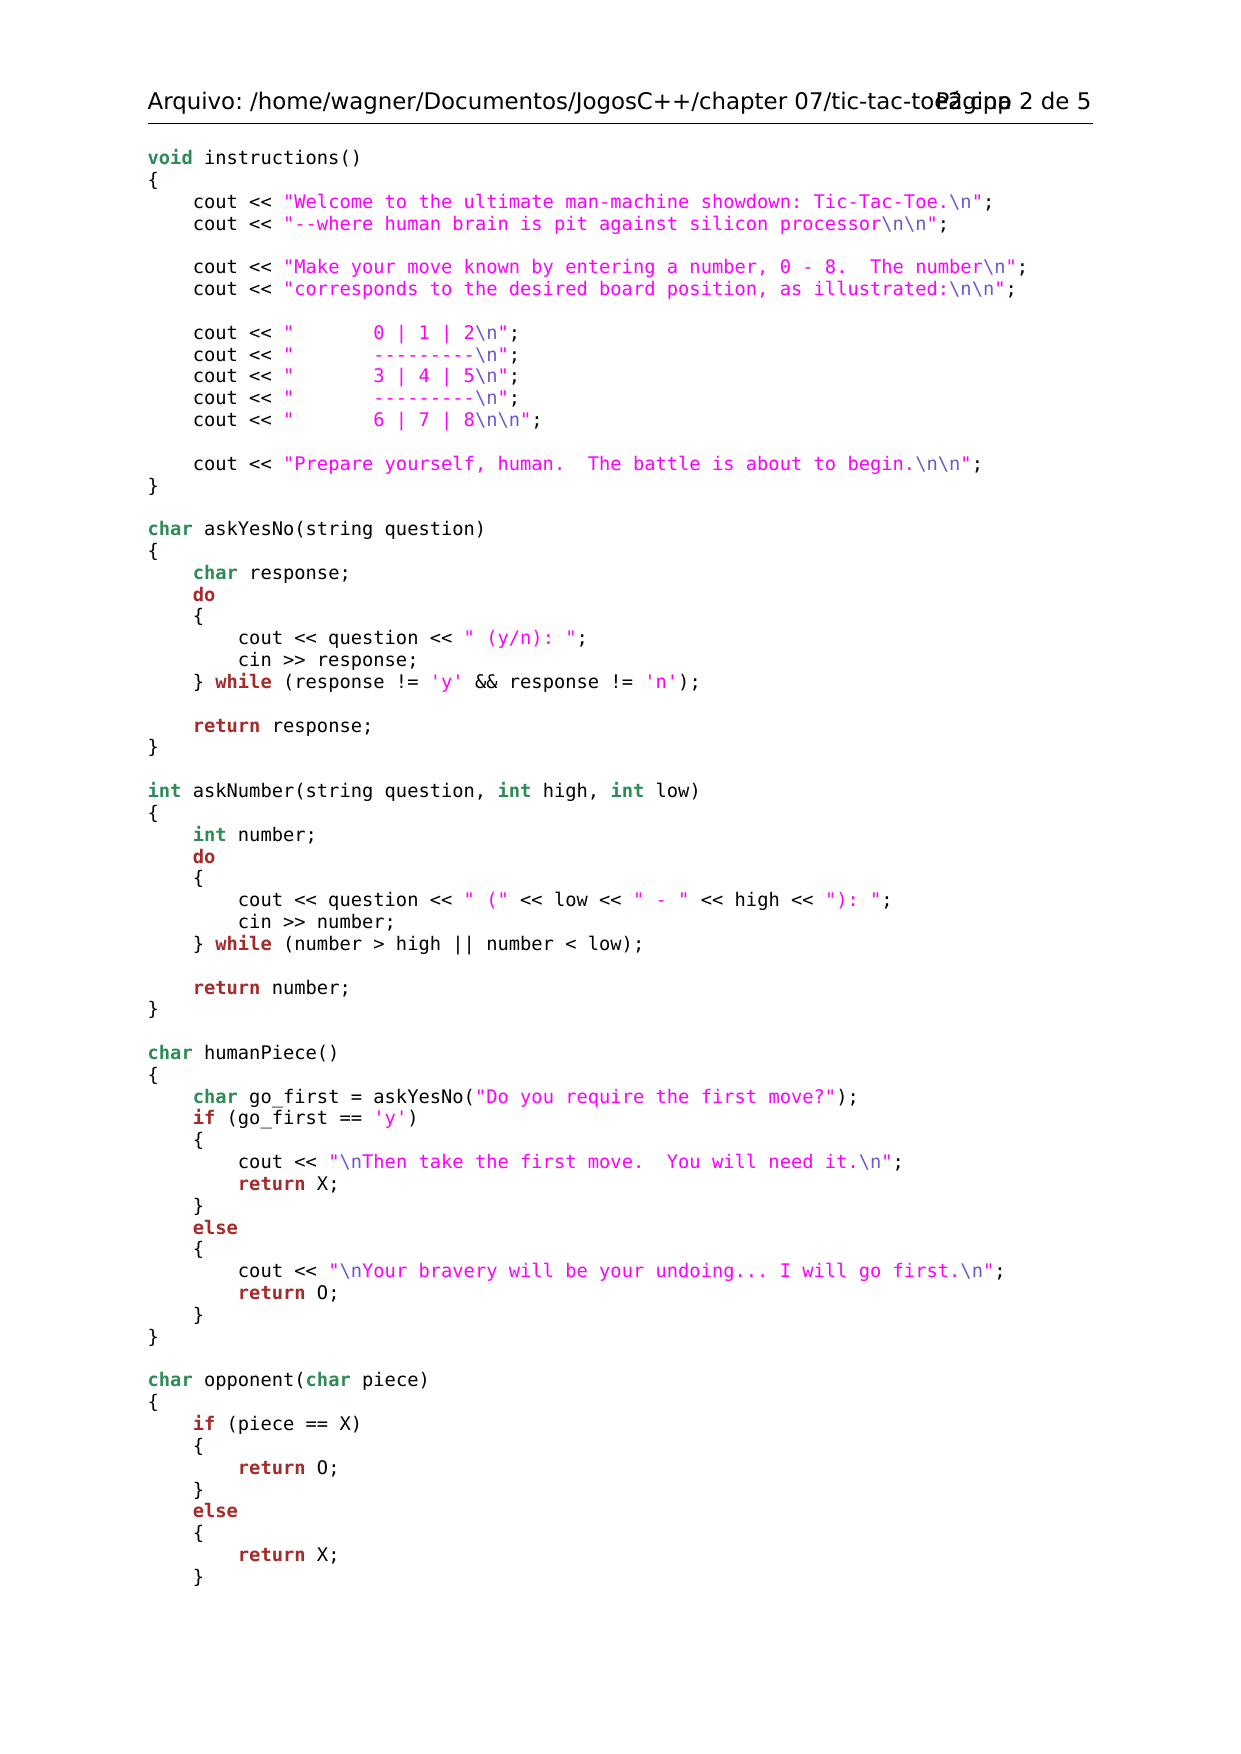 Arquivo: /home/wagner/Documentos/JogosC++/chapter 07/tic-tac-toe2.cpp Página 2 de 5
void instructions()
{
    cout << "Welcome to the ultimate man-machine showdown: Tic-Tac-Toe.\n";
    cout << "--where human brain is pit against silicon processor\n\n";

    cout << "Make your move known by entering a number, 0 - 8.  The number\n";
    cout << "corresponds to the desired board position, as illustrated:\n\n";

    cout << "       0 | 1 | 2\n";
    cout << "       ---------\n";
    cout << "       3 | 4 | 5\n";
    cout << "       ---------\n";
    cout << "       6 | 7 | 8\n\n";

    cout << "Prepare yourself, human.  The battle is about to begin.\n\n";
}

char askYesNo(string question)
{
    char response;
    do
    {
        cout << question << " (y/n): ";
        cin >> response;
    } while (response != 'y' && response != 'n');

    return response;
}

int askNumber(string question, int high, int low)
{
    int number;
    do
    {
        cout << question << " (" << low << " - " << high << "): ";
        cin >> number;
    } while (number > high || number < low);

    return number;
}

char humanPiece()
{
    char go_first = askYesNo("Do you require the first move?");
    if (go_first == 'y')
    {
        cout << "\nThen take the first move.  You will need it.\n";
        return X;
    }
    else
    {
        cout << "\nYour bravery will be your undoing... I will go first.\n";
        return O;
    }
}

char opponent(char piece)
{
    if (piece == X)
    {
        return O;
    }
    else
    {
        return X;
    }